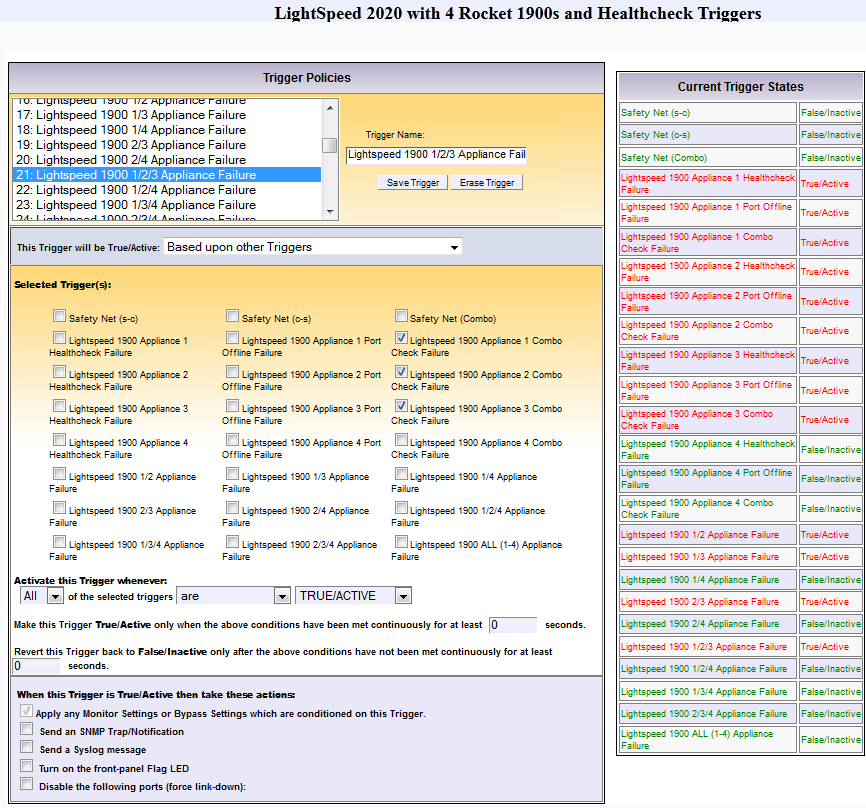 LightSpeed 2020 with 4 Rocket 1900s and Healthcheck Triggers
Trigger Policies
16: Lightspeed 1900 1/2 Appliance Failure
17: Lightspeed 1900 1/3 Appliance Failure
18: Lightspeed 1900 1/4 Appliance Failure
19: Lightspeed 1900 2/3 Appliance Failure
20: Lightspeed 1900 2/4 Appliance Failure
21: Lightspeed 1900 1/2/3 Appliance Failure
22: Lightspeed 1900 1/2/4 Appliance Failure
23: Lightspeed 1900 1/3/4 Appliance Failure
24: Lightspeed 1900 2/3/4 Appliance Failure
Trigger Name:
Lightspeed 1900 1/2/3 Appliance Fail
Save Trigger Erase Trigger
This Trigger will be True/Active: Based upon other Triggers
Selected Trigger(s):
Safety Net (s-c) Safety Net (c-s) Safety Net (Combo)
Lightspeed 1900 Appliance 1 Lightspeed 1900 Appliance 1 Port Lightspeed 1900 Appliance 1 Combo
Healthcheck Failure Offline Failure Check Failure
Lightspeed 1900 Appliance 2 Lightspeed 1900 Appliance 2 Port Lightspeed 1900 Appliance 2 Combo
Healthcheck Failure Offline Failure Check Failure
Lightspeed 1900 Appliance 3 Lightspeed 1900 Appliance 3 Port Lightspeed 1900 Appliance 3 Combo
Healthcheck Failure Offline Failure Check Failure
Lightspeed 1900 Appliance 4 Lightspeed 1900 Appliance 4 Port Lightspeed 1900 Appliance 4 Combo
Healthcheck Failure Offline Failure Check Failure
Lightspeed 1900 1/2 Appliance Lightspeed 1900 1/3 Appliance Lightspeed 1900 1/4 Appliance
Failure Failure Failure
Lightspeed 1900 2/3 Appliance Lightspeed 1900 2/4 Appliance Lightspeed 1900 1/2/4 Appliance
Failure Failure Failure
Lightspeed 1900 1/3/4 Appliance Lightspeed 1900 2/3/4 Appliance Lightspeed 1900 ALL (1-4) Appliance
Failure Failure Failure
Activate this Trigger whenever:
All of the selected triggers are TRUE/ACTIVE
Make this Trigger True/Active only when the above conditions have been met continuously for at least 0 seconds.
Revert this Trigger back to False/Inactive only after the above conditions have not been met continuously for at least
0 seconds.
When this Trigger is True/Active then take these actions:
Apply any Monitor Settings or Bypass Settings which are conditioned on this Trigger.
Send an SNMP Trap/Notification
Send a Syslog message
Turn on the front-panel Flag LED
Disable the following ports (force link-down):
Current Trigger States
Safety Net (s-c) False/Inactive
Safety Net (c-s) False/Inactive
Safety Net (Combo) False/Inactive
Lightspeed 1900 Appliance 1 Healthcheck
Failure True/Active
Lightspeed 1900 Appliance 1 Port Offline
Failure True/Active
Lightspeed 1900 Appliance 1 Combo
Check Failure True/Active
Lightspeed 1900 Appliance 2 Healthcheck
Failure True/Active
Lightspeed 1900 Appliance 2 Port Offline
Failure True/Active
Lightspeed 1900 Appliance 2 Combo
Check Failure True/Active
Lightspeed 1900 Appliance 3 Healthcheck
Failure True/Active
Lightspeed 1900 Appliance 3 Port Offline
Failure True/Active
Lightspeed 1900 Appliance 3 Combo
Check Failure True/Active
Lightspeed 1900 Appliance 4 Healthcheck
Failure False/Inactive
Lightspeed 1900 Appliance 4 Port Offline
Failure False/Inactive
Lightspeed 1900 Appliance 4 Combo
Check Failure False/Inactive
Lightspeed 1900 1/2 Appliance Failure True/Active
Lightspeed 1900 1/3 Appliance Failure True/Active
Lightspeed 1900 1/4 Appliance Failure False/Inactive
Lightspeed 1900 2/3 Appliance Failure True/Active
Lightspeed 1900 2/4 Appliance Failure False/Inactive
Lightspeed 1900 1/2/3 Appliance Failure True/Active
Lightspeed 1900 1/2/4 Appliance Failure False/Inactive
Lightspeed 1900 1/3/4 Appliance Failure False/Inactive
Lightspeed 1900 2/3/4 Appliance Failure False/Inactive
Lightspeed 1900 ALL (1-4) Appliance
Failure False/Inactive